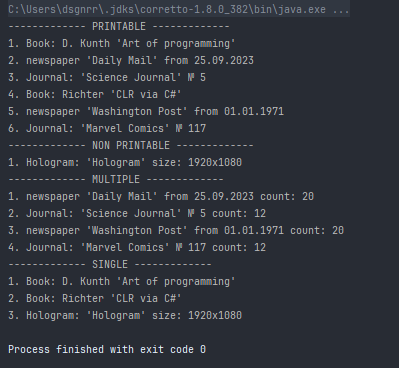 C:\Users\dsgnrr\.jdks\corretto-1.8.0_382\bin\java.exe ...
------------- PRINTABLE -------------
1. Book: D. Kunth 'Art of programming'
2. newspaper 'Daily Mail' from 25.09.2023
3. Journal: 'Science Journal' № 5
4. Book: Richter 'CLR via C#'
5. newspaper 'Washington Post' from 01.01.1971
6. Journal: 'Marvel Comics' № 117
------------- NON PRINTABLE -------------
1. Hologram: 'Hologram' size: 1920x1080
------------- MULTIPLE -------------
1. newspaper 'Daily Mail' from 25.09.2023 count: 20
2. Journal: 'Science Journal' № 5 count: 12
3. newspaper 'Washington Post' from 01.01.1971 count: 20
4. Journal: 'Marvel Comics' № 117 count: 12
------------- SINGLE -------------
1. Book: D. Kunth 'Art of programming'
2. Book: Richter 'CLR via C#'
3. Hologram: 'Hologram' size: 1920x1080
Process finished with exit code 0